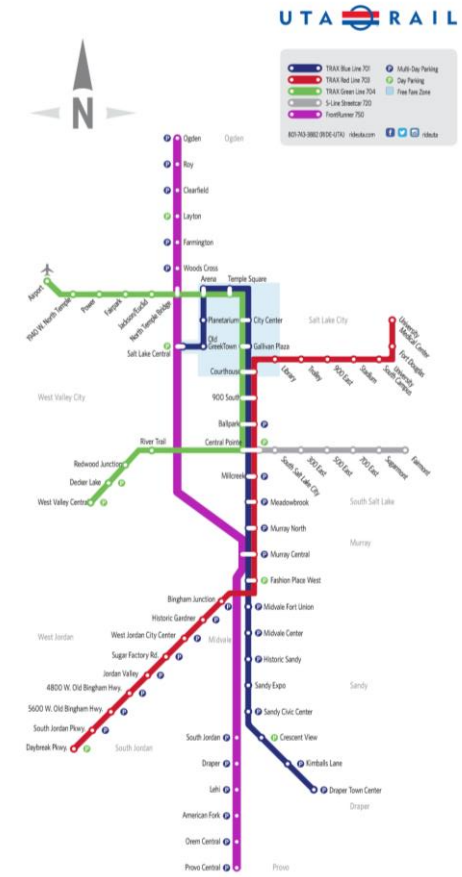 UTA RAIL
TRAX Blue Line 701
TRAX Red Line 703
TRAX Green Line 704
S-Line Streetcar 720
FrontRunner 750
Multi-Day Parking
Day Parking
Free Fare Zone
801-743-3882 (RIDE-UTA) rideuta.com
rideuta
N
Ogden
Ogden
Roy
Clearfield
Layton
Farmington
Woods Cross
Arena
Temple Square
Airport
1940 W. North Temple
Power
Fairpark
Jackson/Euclid
North Temple Bridge
Planetarium
City Center
Salt Lake City
Old
GreekTown
Gallivan Plaza
Salt Lake Central
Courthouse
Library
Trolley
900 East
Stadium
University
South Campus
Fort Douglas
University
Medical Center
West Valley City
900 South
Ballpark
Central Pointe
River Trail
Redwood Junction
Decker Lake
West Valley Central
South Salt Lake City
300 East
500 East
700 East
Sugarmont
Fairmont
Millcreek
Meadowbrook
South Salt Lake
Murray North
Murray
Murray Central
Fashion Place West
Bingham Junction
Historic Gardner
West Jordan City Center
Sugar Factory Rd.
Jordan Valley
4800 W. Old Bingham Hwy.
5600 W. Old Bingham Hwy.
South Jordan Pkwy.
Daybreak Pkwy.
West Jordan
Midvale
South Jordan
Midvale Fort Union
Midvale Center
Historic Sandy
Sandy Expo
Sandy
Sandy Civic Center
Crescent View
Kimballs Lane
Draper Town Center
Draper
South Jordan
Draper
Lehi
American Fork
Orem Central
Provo Central
Provo